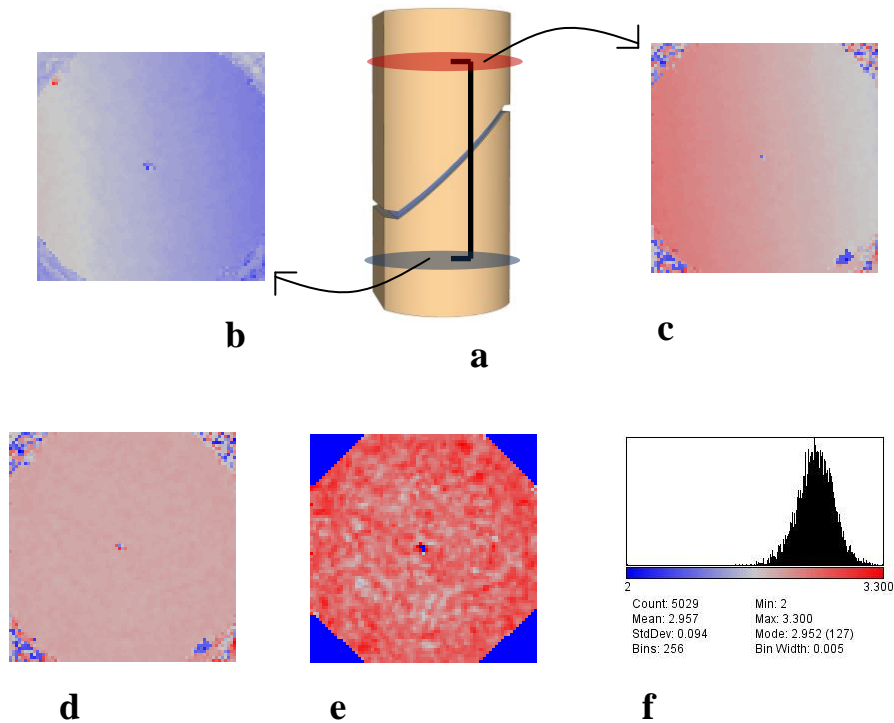 b
a
c
2 3.300
Count: 5029 Min: 2
Mean: 2.957 Max: 3.300
StdDev: 0.094 Mode: 2.952 (127)
Bins: 256 Bin Width: 0.005
d
e
f